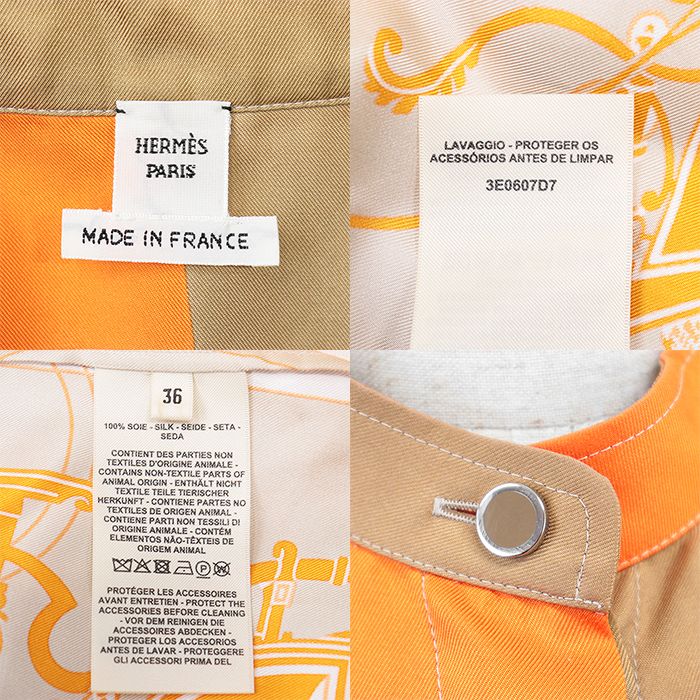 HERMÈS
PARIS
MADE IN FRANCE
LAVAGGIO - PROTEGER OS
ACESSÓRIOS ANTES DE LIMPAR
3E0607D7
36
100% SOIE - SILK - SEIDE - SETA -
SEDA
CONTIENT DES PARTIES NON
TEXTILES D'ORIGINE ANIMALE -
CONTAINS NON-TEXTILE PARTS OF
ANIMAL ORIGIN - ENTHÄLT NICHT
TEXTILE TEILE TIERISCHER
HERKUNFT - CONTIENE PARTES NO
TEXTILES DE ORIGEN ANIMAL -
CONTIENE PARTI NON TESSILI DI
ORIGINE ANIMALE - CONTÉM
ELEMENTOS NÃO-TÊXTEIS DE
ORIGEM ANIMAL
P
PROTÉGER LES ACCESSOIRES
AVANT ENTRETIEN - PROTECT THE
ACCESSORIES BEFORE CLEANING
- VOR DEM REINIGEN DIE
ACCESSOIRES ABDECKEN -
PROTEGER LOS ACCESORIOS
ANTES DE LAVAR - PROTEGGERE
GLI ACCESSORI PRIMA DEL